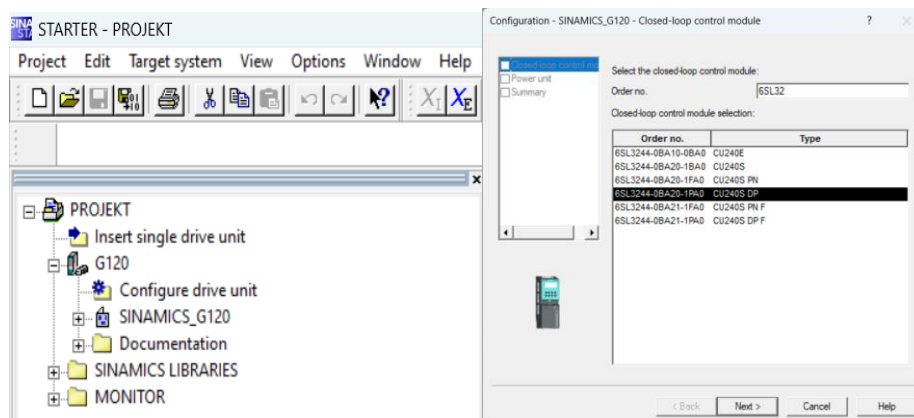 STARTER - PROJEKT
Project Edit Target system View Options Window Help
PROJEKT
Insert single drive unit
G120
Configure drive unit
SINAMICS_G120
Documentation
SINAMICS LIBRARIES
MONITOR
Configuration - SINAMICS_G120 - Closed-loop control module
Closed-loop control mo
Power unit
Summary
Select the closed-loop control module:
Order no. 6SL32
Closed-loop control module selection:
Order no. Type
6SL3244-0BA10-0BA0 CU240E
6SL3244-0BA20-1BA0 CU240S
6SL3244-0BA20-1FA0 CU240S PN
6SL3244-0BA20-1PA0 CU240S DP
6SL3244-0BA21-1FA0 CU240S PN F
6SL3244-0BA21-1PA0 CU240S DP F
< Back Next > Cancel Help